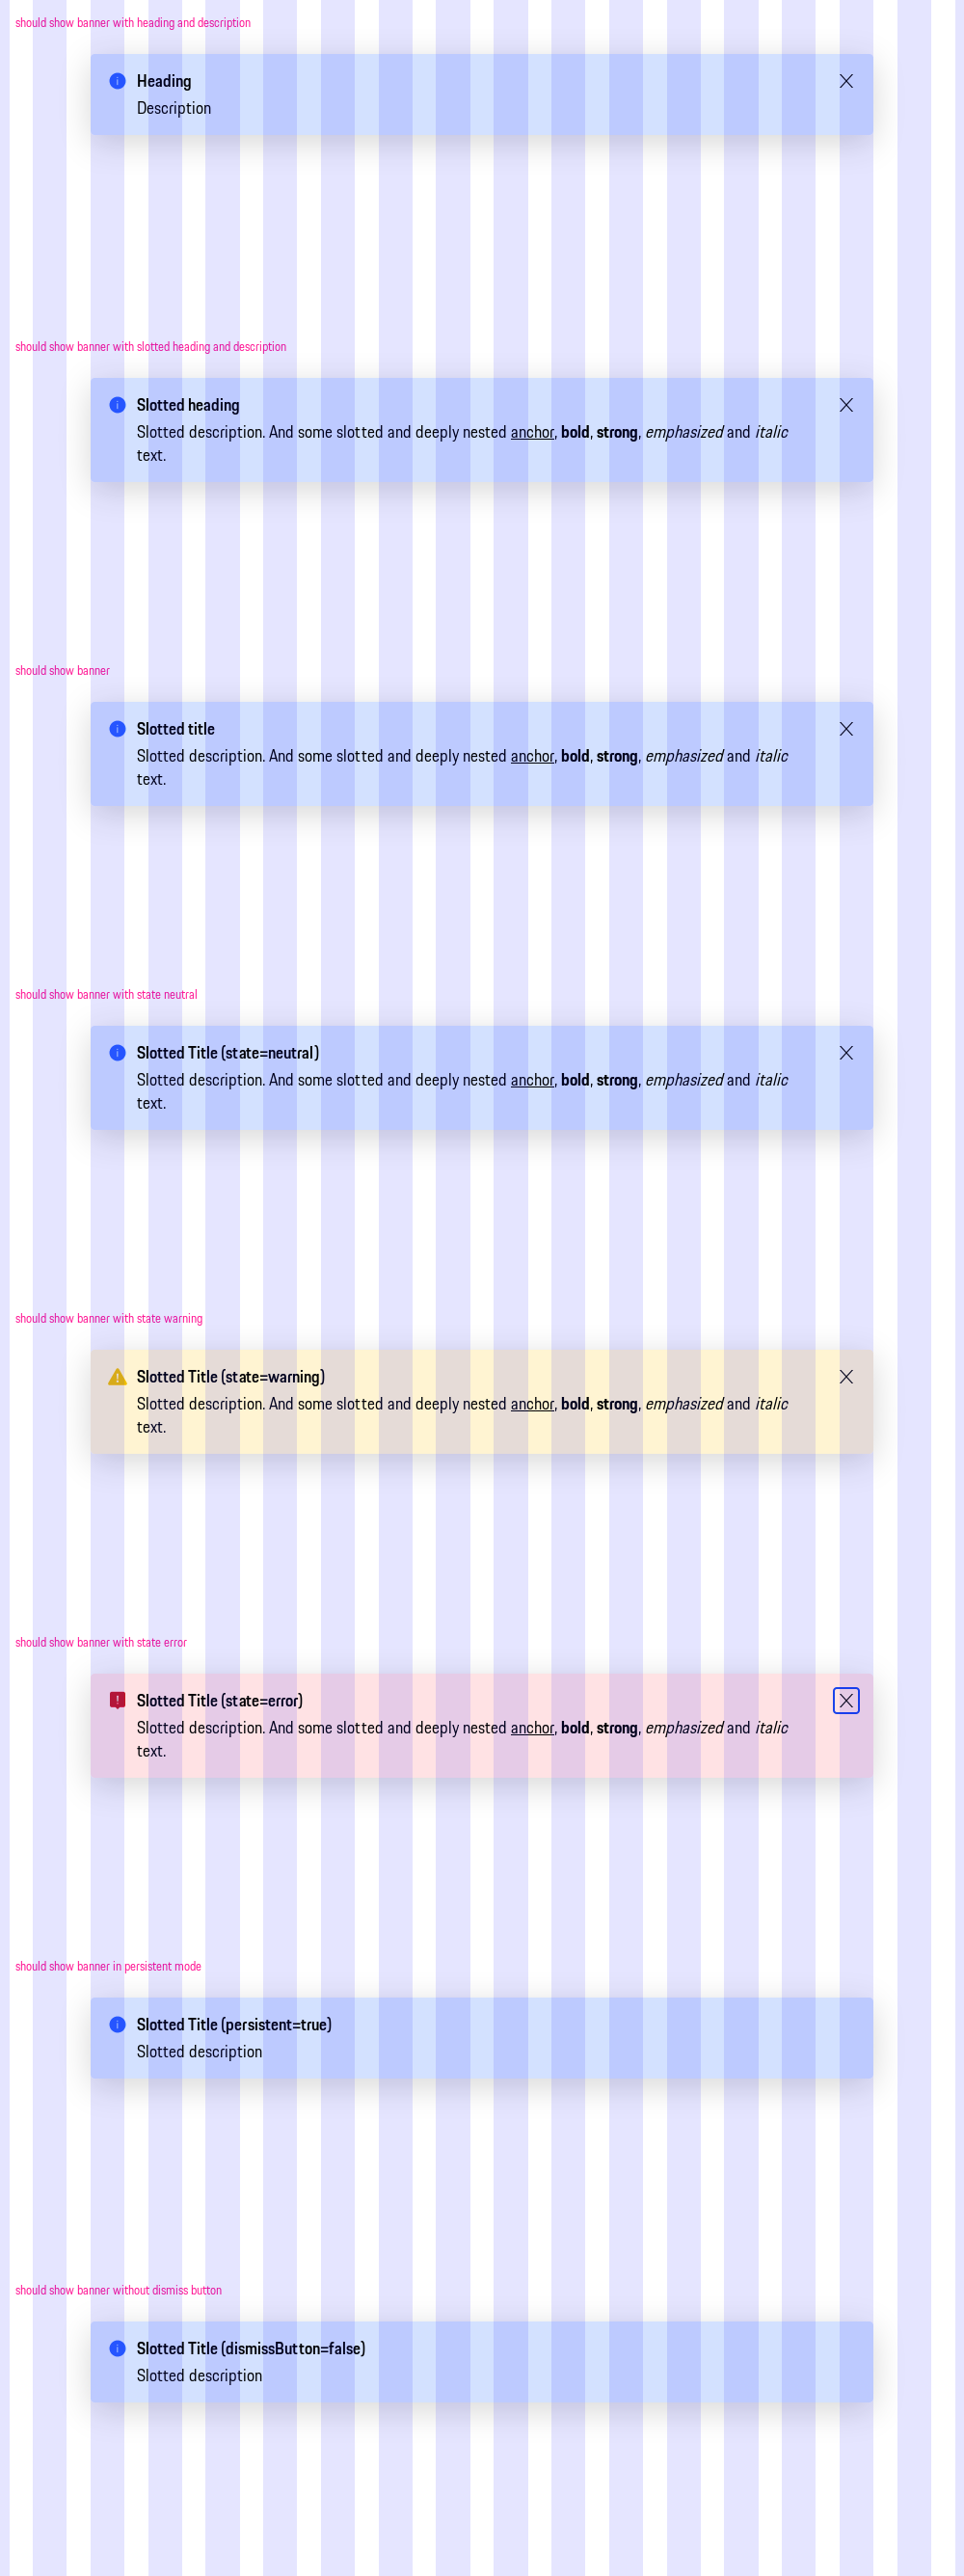 should show banner with heading and description
Heading
Description
should show banner with slotted heading and description
Slotted heading
Slotted description. And some slotted and deeply nested anchor, bold, strong, emphasized and italic
text.
should show banner
Slotted title
Slotted description. And some slotted and deeply nested anchor, bold, strong, emphasized and italic
text.
should show banner with state neutral
Slotted Title (state=neutral)
Slotted description. And some slotted and deeply nested anchor, bold, strong, emphasized and italic
text.
should show banner with state warning
Slotted Title (state=warning)
Slotted description. And some slotted and deeply nested anchor, bold, strong, emphasized and italic
text.
should show banner with state error
Slotted Title (state=error)
Slotted description. And some slotted and deeply nested anchor, bold, strong, emphasized and italic
text.
should show banner in persistent mode
Slotted Title (persistent=true)
Slotted description
should show banner without dismiss button
Slotted Title (dismissButton=false)
Slotted description